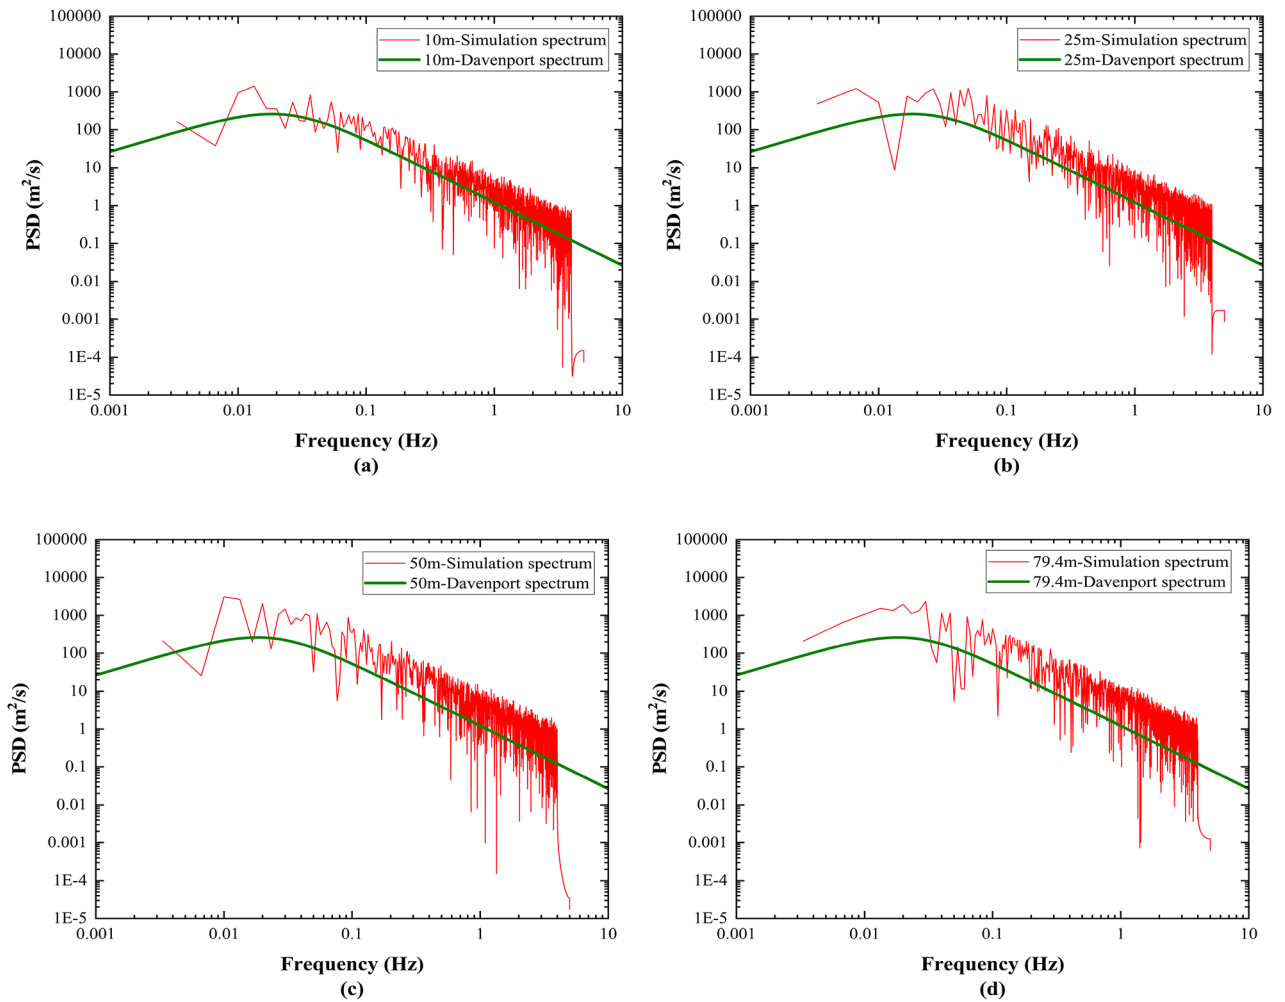 100000
10000
1000
100
10
1
0.1
0.01
0.001
1E-4
1E-5
PSD (m²/s)
10m-Simulation spectrum
10m-Davenport spectrum
0.001 0.01 0.1 1 10
Frequency (Hz)
(a)
100000
10000
1000
100
10
1
0.1
0.01
0.001
1E-4
1E-5
PSD (m²/s)
25m-Simulation spectrum
25m-Davenport spectrum
0.001 0.01 0.1 1 10
Frequency (Hz)
(b)
100000
10000
1000
100
10
1
0.1
0.01
0.001
1E-4
1E-5
PSD (m²/s)
50m-Simulation spectrum
50m-Davenport spectrum
0.001 0.01 0.1 1 10
Frequency (Hz)
(c)
100000
10000
1000
100
10
1
0.1
0.01
0.001
1E-4
1E-5
PSD (m²/s)
79.4m-Simulation spectrum
79.4m-Davenport spectrum
0.001 0.01 0.1 1 10
Frequency (Hz)
(d)